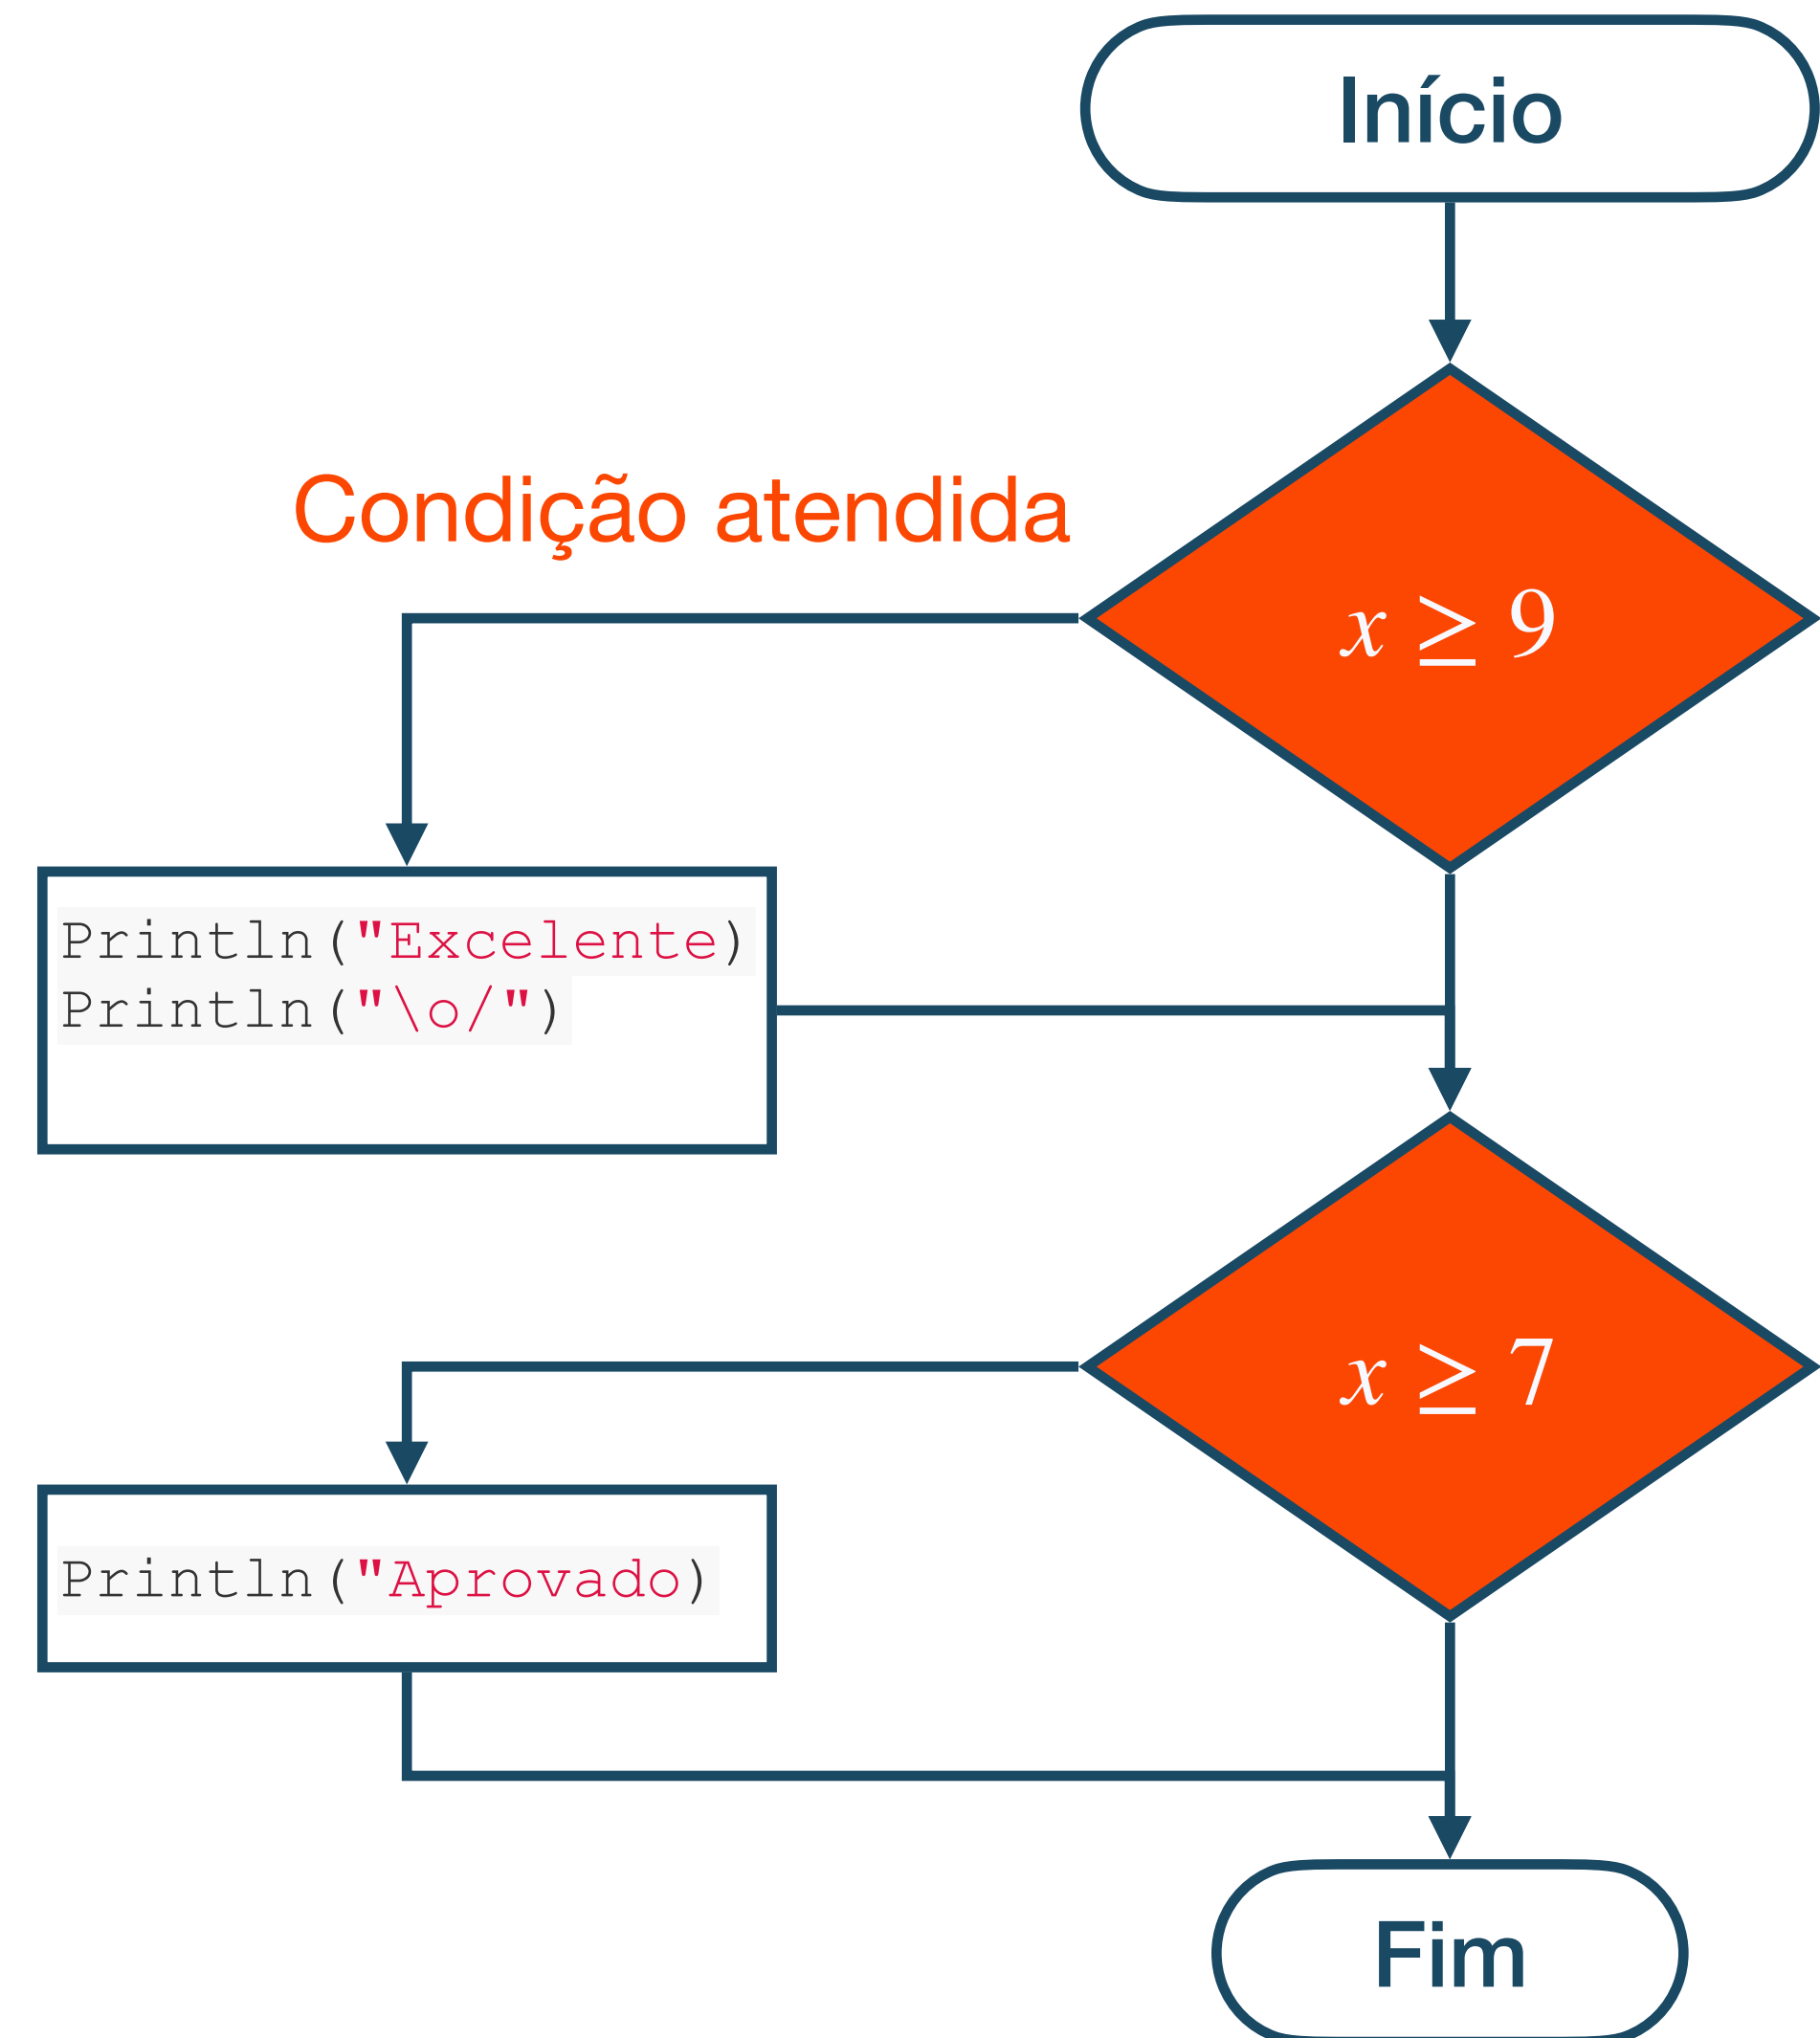 Início
Condição atendida
x ≥ 9
Println("Excelente)
Println("\o/")
x ≥ 7
Println("Aprovado)
Fim